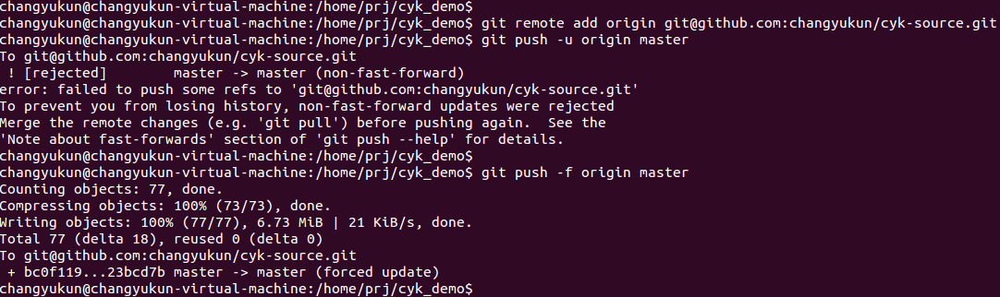 changyukun@changyukun-virtual-machine:/home/prj/cyk_demo$
changyukun@changyukun-virtual-machine:/home/prj/cyk_demo$ git remote add origin git@github.com:changyukun/cyk-source.git
changyukun@changyukun-virtual-machine:/home/prj/cyk_demo$ git push -u origin master
To git@github.com:changyukun/cyk-source.git
 ! [rejected]        master -> master (non-fast-forward)
error: failed to push some refs to 'git@github.com:changyukun/cyk-source.git'
To prevent you from losing history, non-fast-forward updates were rejected
Merge the remote changes (e.g. 'git pull') before pushing again.  See the
'Note about fast-forwards' section of 'git push --help' for details.
changyukun@changyukun-virtual-machine:/home/prj/cyk_demo$
changyukun@changyukun-virtual-machine:/home/prj/cyk_demo$ git push -f origin master
Counting objects: 77, done.
Compressing objects: 100% (73/73), done.
Writing objects: 100% (77/77), 6.73 MiB | 21 KiB/s, done.
Total 77 (delta 18), reused 0 (delta 0)
To git@github.com:changyukun/cyk-source.git
 + bc0f119...23bcd7b master -> master (forced update)
changyukun@changyukun-virtual-machine:/home/prj/cyk_demo$